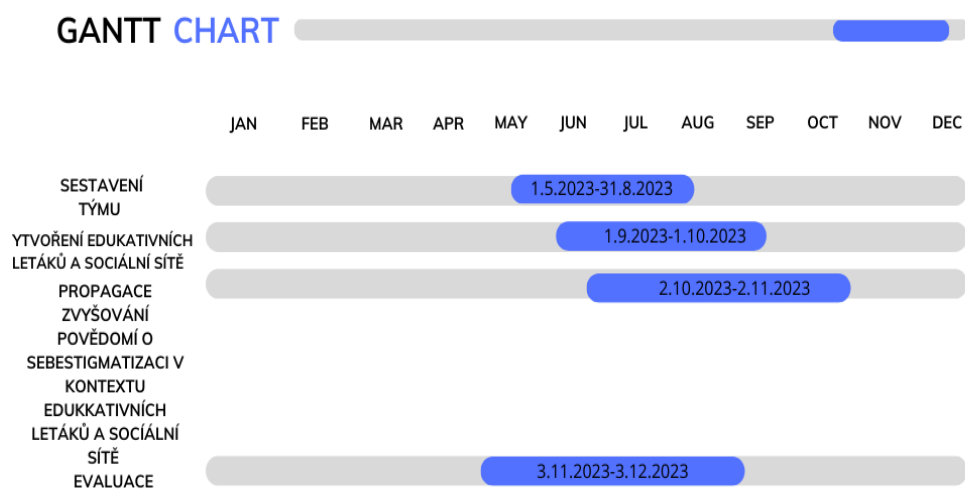 GANTT CHART
JAN FEB MAR APR MAY JUN JUL AUG SEP OCT NOV DEC
SESTAVENÍ
TÝMU
1.5.2023-31.8.2023
YTVOŘENÍ EDUKATIVNÍCH
LETÁKŮ A SOCIÁLNÍ SÍTĚ
1.9.2023-1.10.2023
PROPAGACE
ZVYŠOVÁNÍ
POVĚDOMÍ O
SEBESTIGMATIZACI V
KONTEXTU
EDUKKATIVNÍCH
LETÁKŮ A SOCÍÁLNÍ
SÍTĚ
2.10.2023-2.11.2023
EVALUACE
3.11.2023-3.12.2023